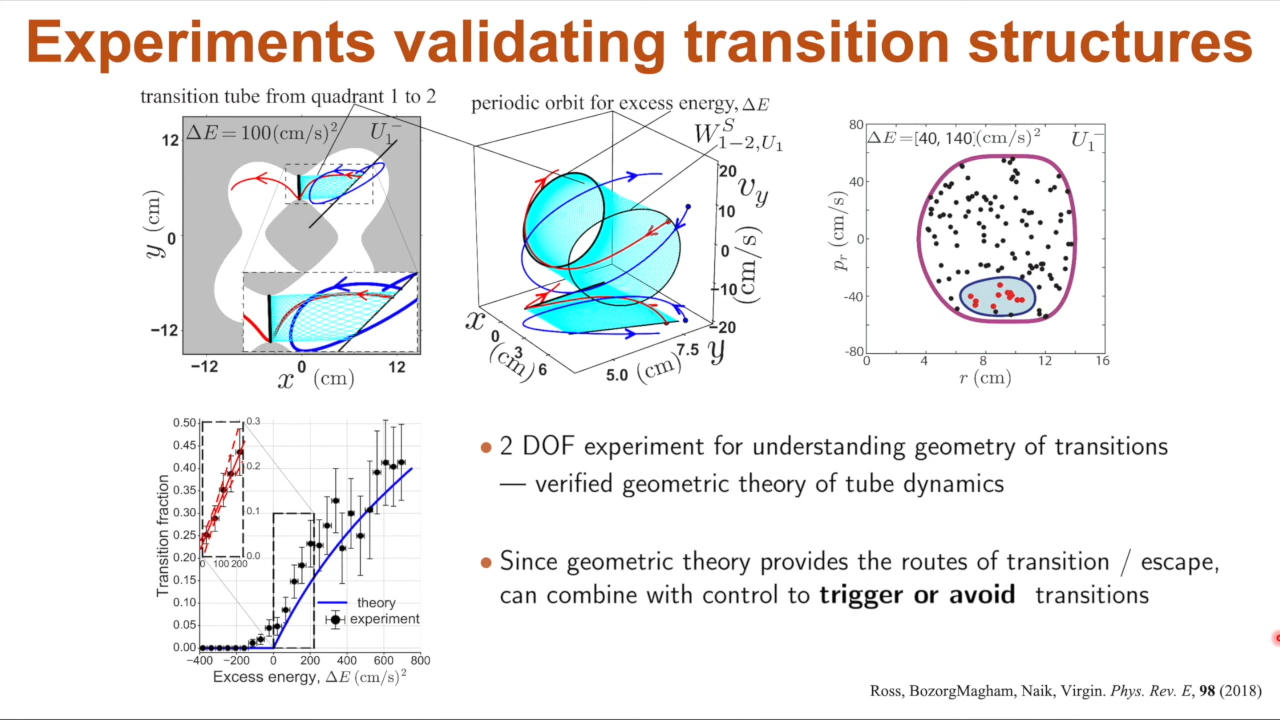 Experiments validating transition structures
transition tube from quadrant 1 to 2
ΔE = 100(cm/s)²
U₁⁻
12
0
−12
y (cm)
−12
0
12
x (cm)
periodic orbit for excess energy, ΔE
W^S_{1−2,U₁}
20
10
0
−10
−20
v_y (cm/s)
x (cm)
0
3
6
5.0
7.5
y (cm)
ΔE =[40, 140](cm/s)²
U₁⁻
80
40
0
-40
-80
p_r (cm/s)
0
4
8
12
16
r (cm)
0.50
0.45
0.40
0.35
0.30
0.25
0.20
0.15
0.10
0.05
0.00
Transition fraction
0.3
0.2
0.1
0.0
0 100 200
theory
experiment
−400 −200 0 200 400 600 800
Excess energy, ΔE (cm/s)²
• 2 DOF experiment for understanding geometry of transitions
— verified geometric theory of tube dynamics
• Since geometric theory provides the routes of transition / escape,
can combine with control to trigger or avoid transitions
Ross, BozorgMagham, Naik, Virgin. Phys. Rev. E, 98 (2018)